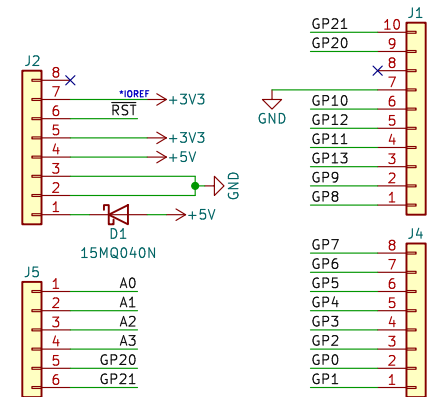 J2
8
7 *IOREF +3V3
6 RST
5 +3V3
4 +5V
3
2 GND
1 +5V
D1
15MQ040N
J5
1 A0
2 A1
3 A2
4 A3
5 GP20
6 GP21
J1
GP21 10
GP20 9
8
7
GND
GP10 6
GP12 5
GP11 4
GP13 3
GP9 2
GP8 1
J4
GP7 8
GP6 7
GP5 6
GP4 5
GP3 4
GP2 3
GP0 2
GP1 1